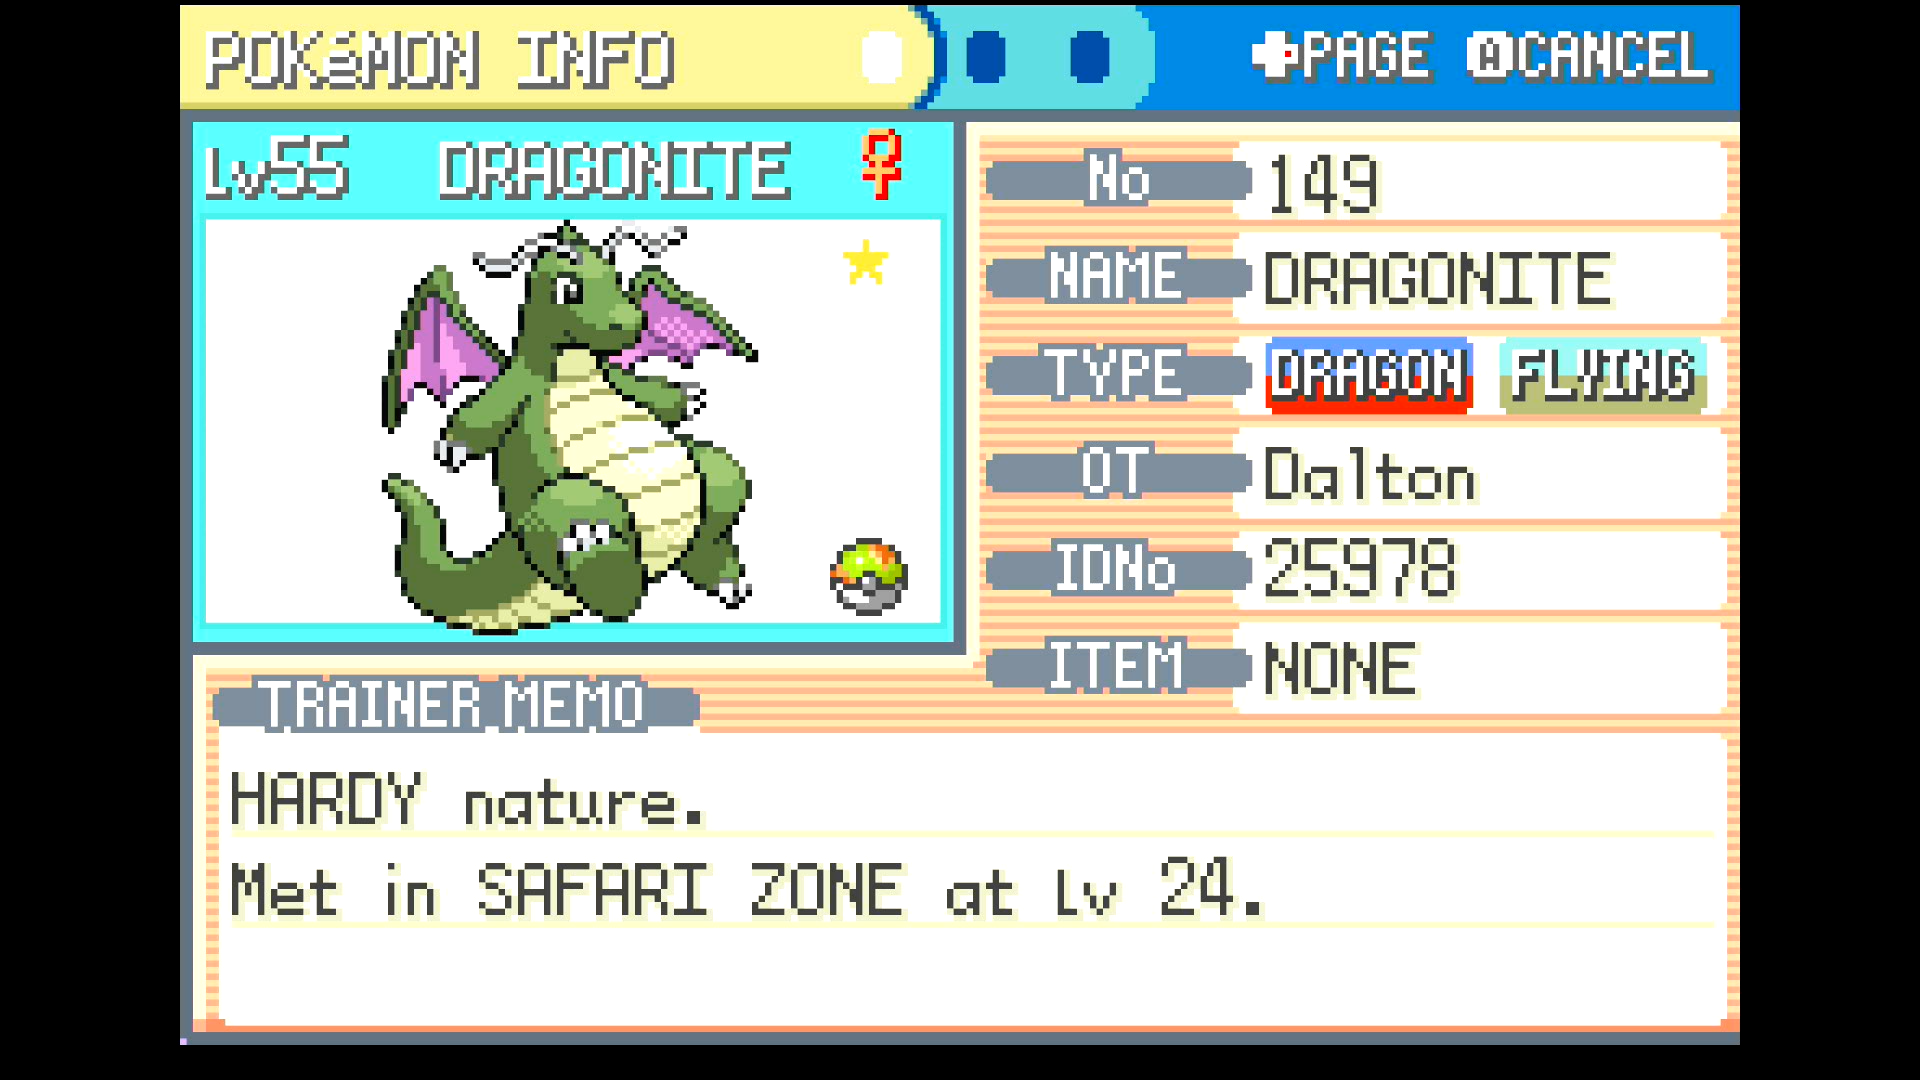 POKéMON INFO PAGE A CANCEL
Lv55 DRAGONITE ♀
No 149
NAME DRAGONITE
TYPE DRAGON FLYING
OT Dalton
IDNo 25978
ITEM NONE
TRAINER MEMO
HARDY nature.
Met in SAFARI ZONE at Lv 24.